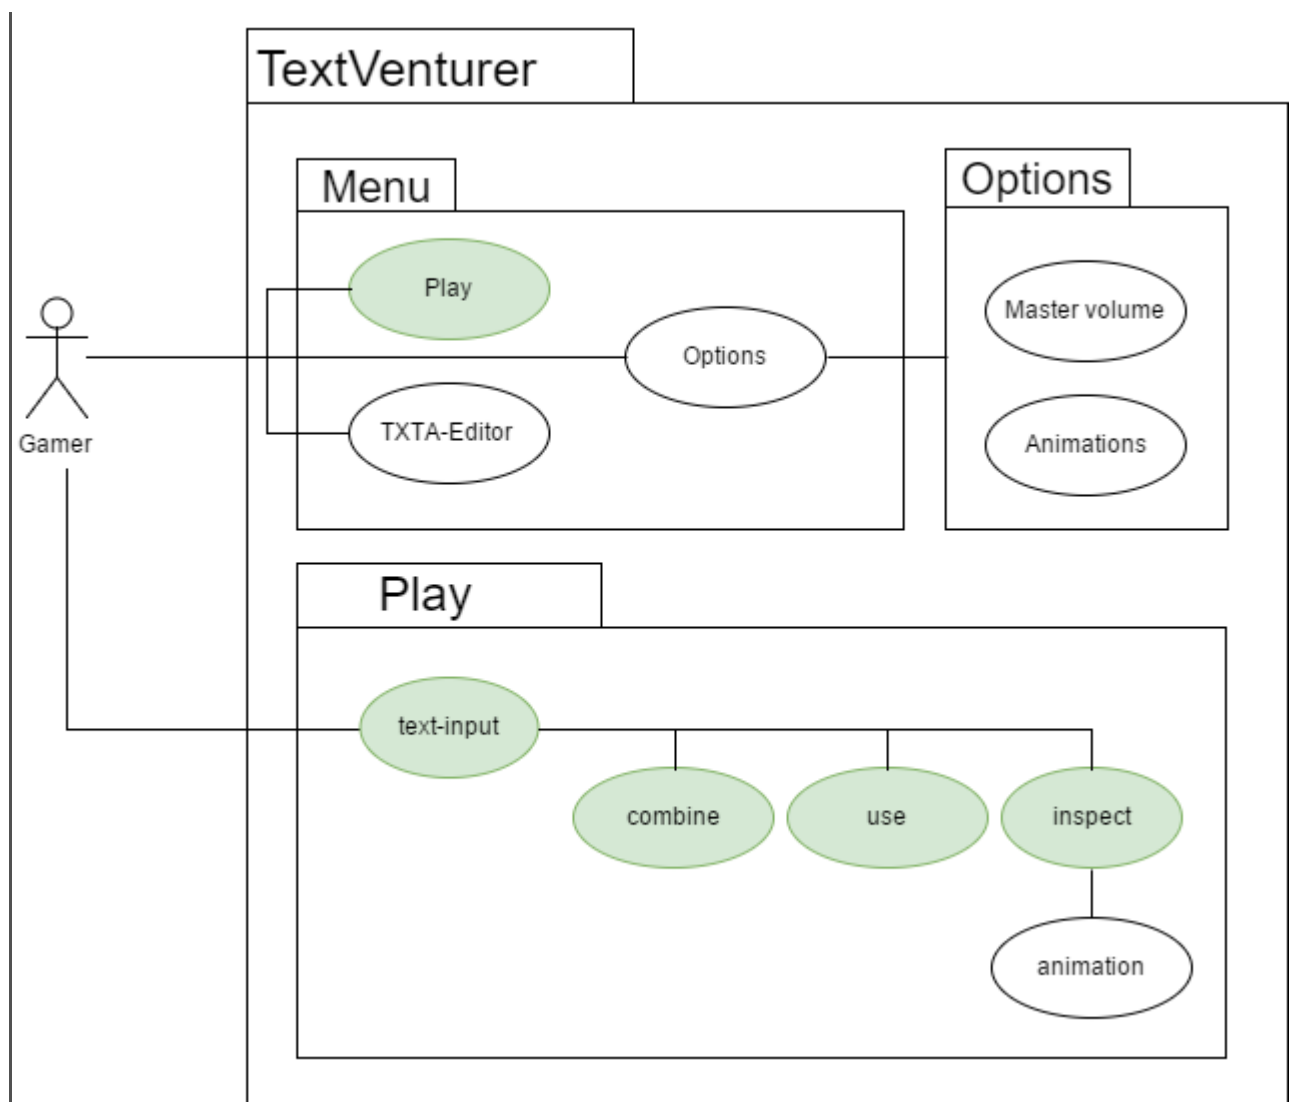 TextVenturer
Menu
Options
Play
Master volume
Options
TXTA-Editor
Animations
Gamer
Play
text-input
combine
use
inspect
animation